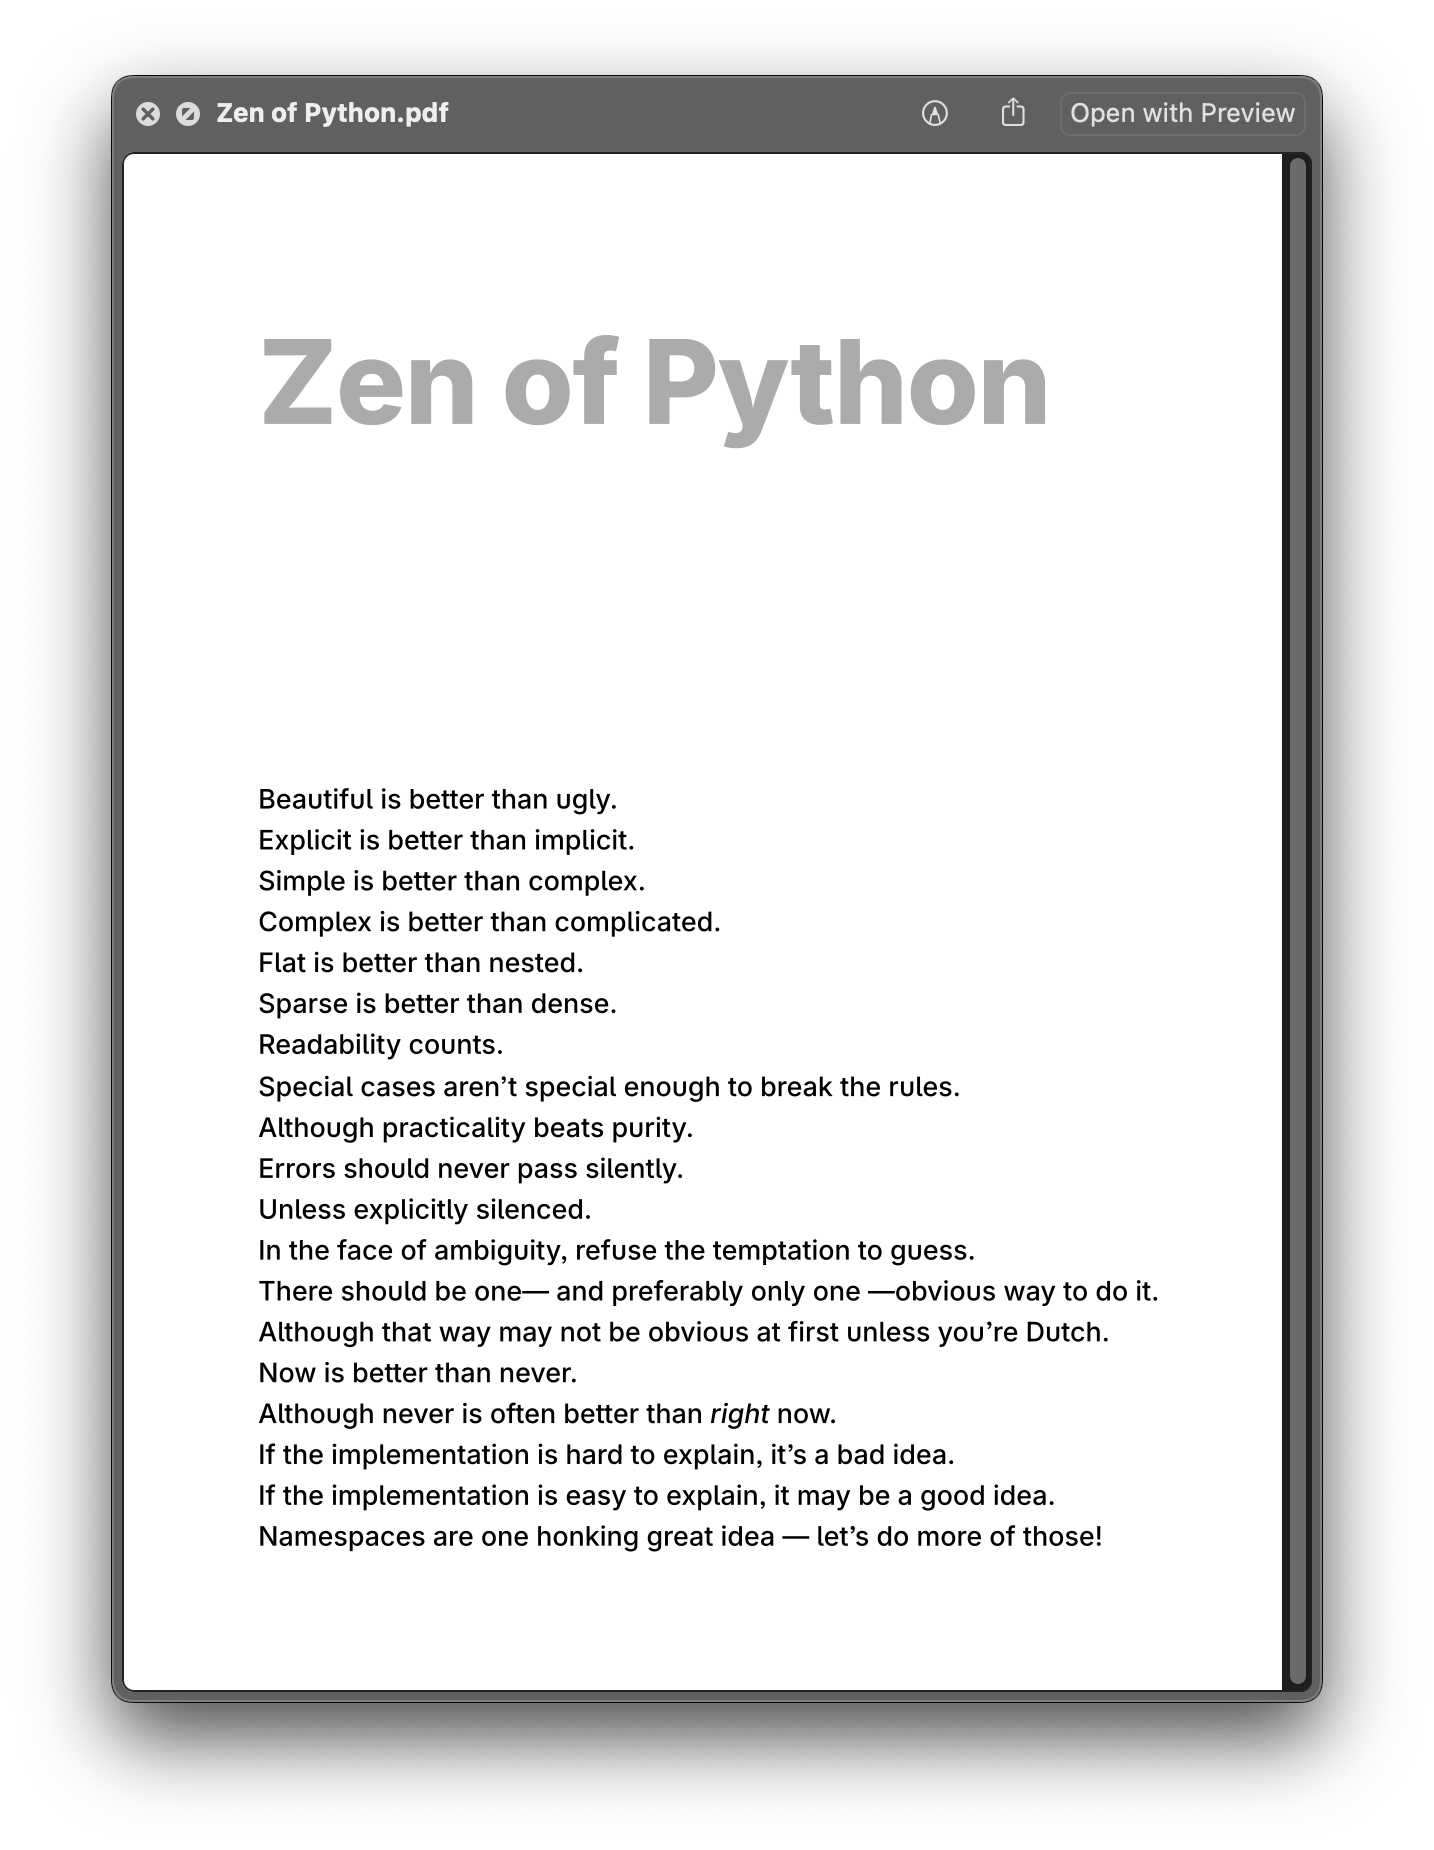 Zen of Python.pdf
Open with Preview
Zen of Python
Beautiful is better than ugly.
Explicit is better than implicit.
Simple is better than complex.
Complex is better than complicated.
Flat is better than nested.
Sparse is better than dense.
Readability counts.
Special cases aren’t special enough to break the rules.
Although practicality beats purity.
Errors should never pass silently.
Unless explicitly silenced.
In the face of ambiguity, refuse the temptation to guess.
There should be one— and preferably only one —obvious way to do it.
Although that way may not be obvious at first unless you’re Dutch.
Now is better than never.
Although never is often better than right now.
If the implementation is hard to explain, it’s a bad idea.
If the implementation is easy to explain, it may be a good idea.
Namespaces are one honking great idea — let’s do more of those!